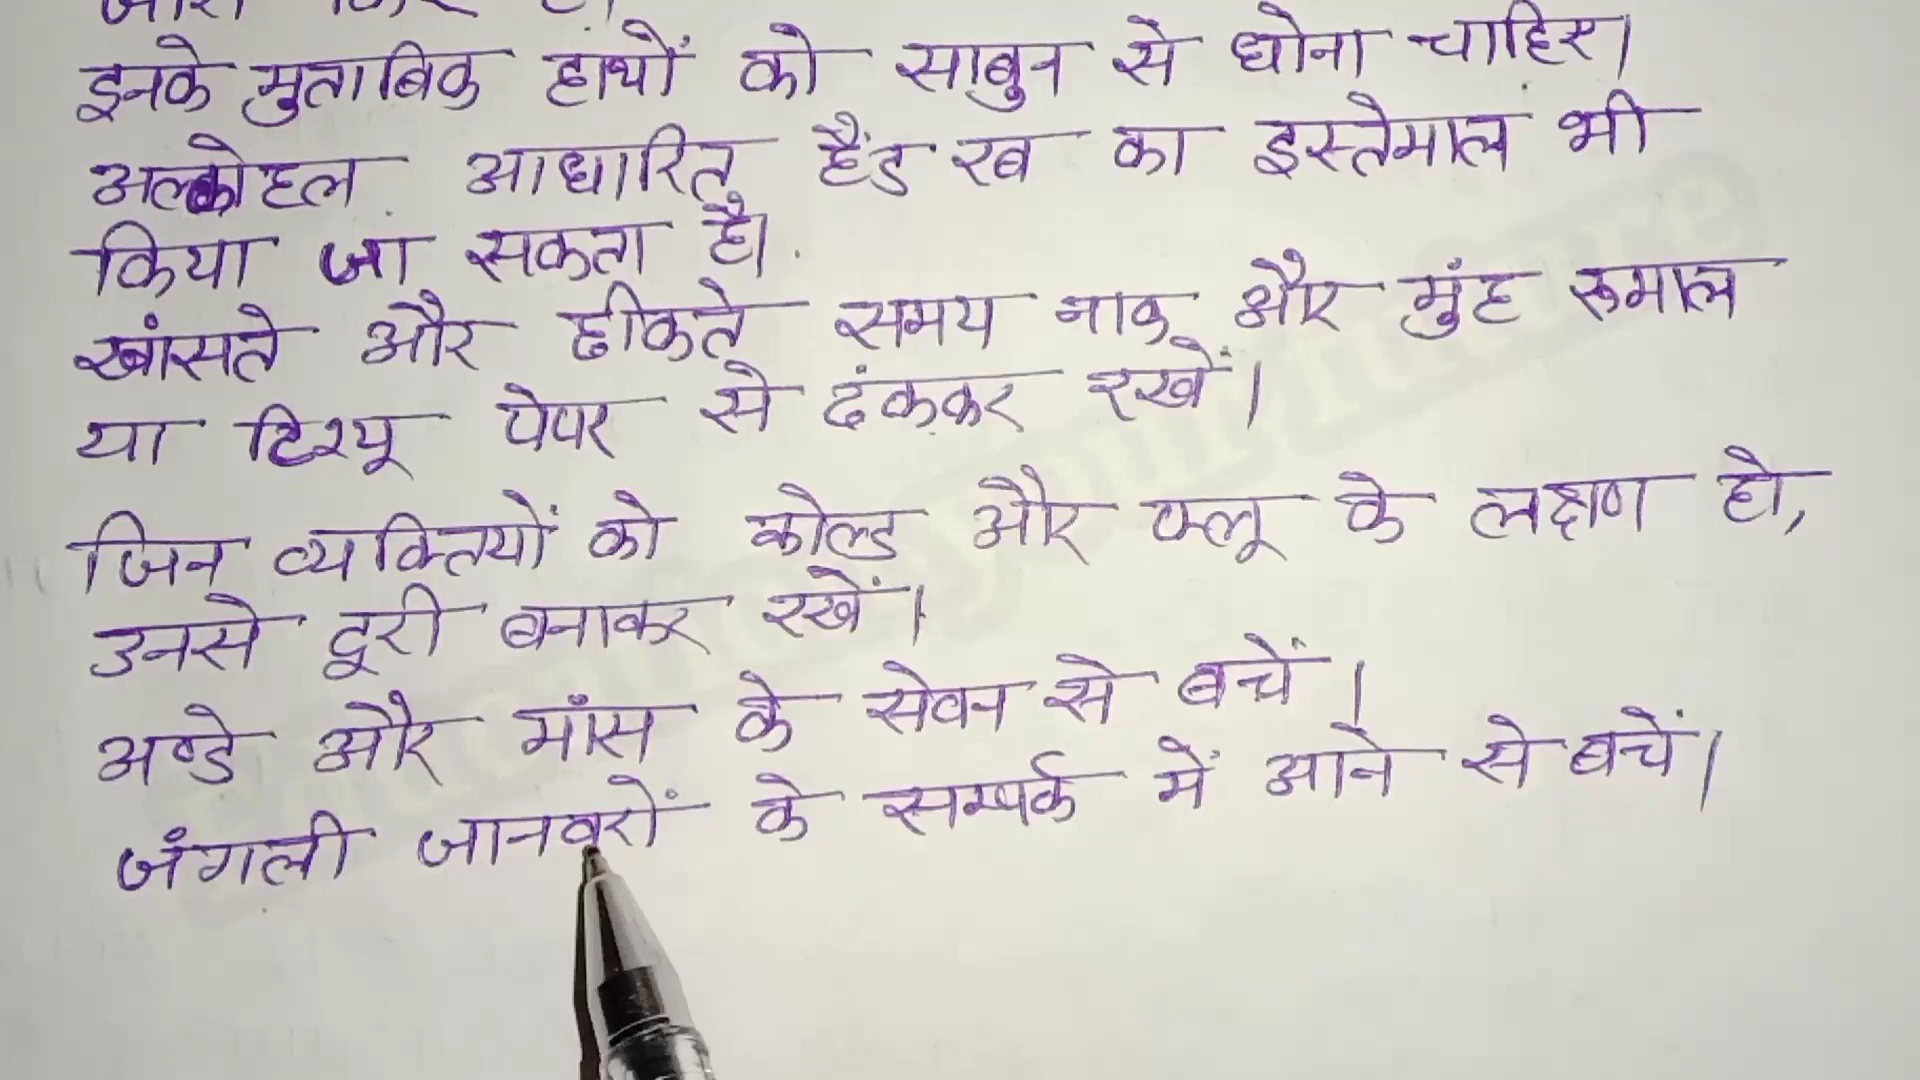 इनके मुताबिक हाथों को साबुन से धोना चाहिए।
अल्कोहल आधारित हैंड रब का इस्तेमाल भी
किया जा सकता है।
खांसते और छीकते समय नाक और मुंह रूमाल
या टिश्यू पेपर से ढंककर रखें।
जिन व्यक्तियों को कोल्ड और फ्लू के लक्षण हो,
उनसे दूरी बनाकर रखें।
अण्डे और मांस के सेवन से बचें।
जंगली जानवरों के सम्पर्क में आने से बचें।